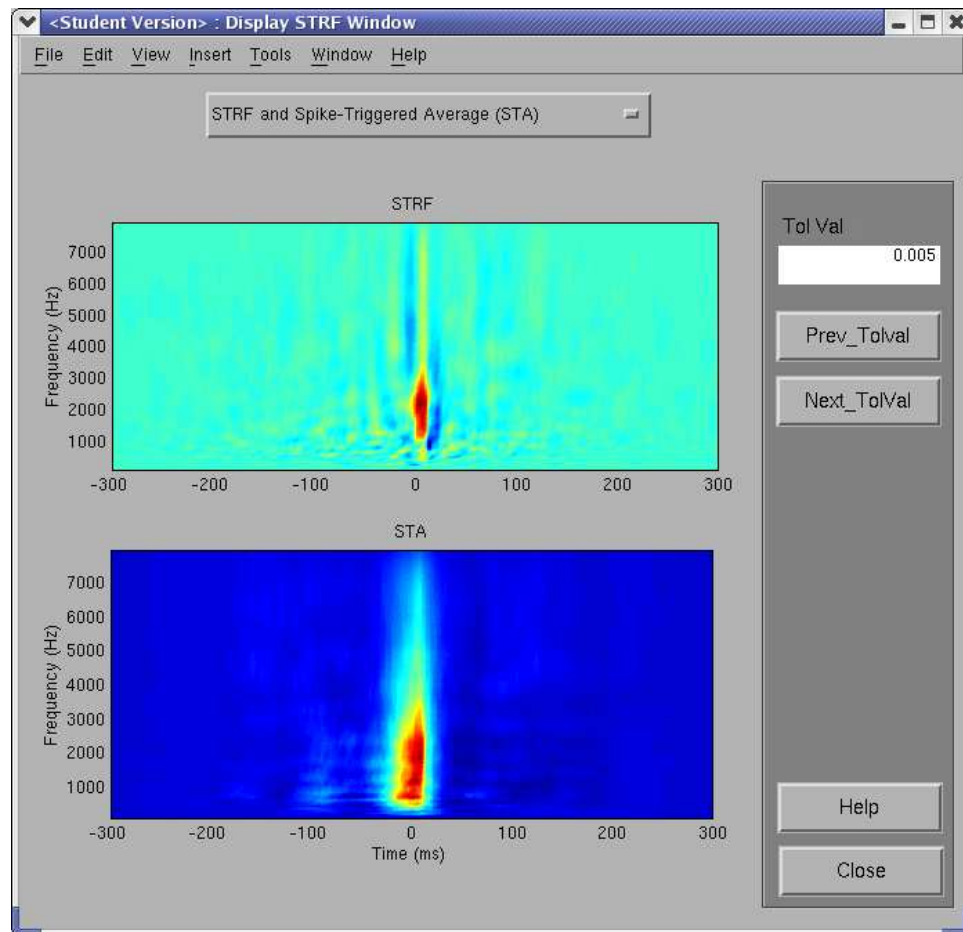 <Student Version> : Display STRF Window
File Edit View Insert Tools Window Help
STRF and Spike-Triggered Average (STA)
STRF
Frequency (Hz)
7000
6000
5000
4000
3000
2000
1000
-300 -200 -100 0 100 200 300
STA
Frequency (Hz)
7000
6000
5000
4000
3000
2000
1000
-300 -200 -100 0 100 200 300
Time (ms)
Tol Val
0.005
Prev_Tolval
Next_TolVal
Help
Close